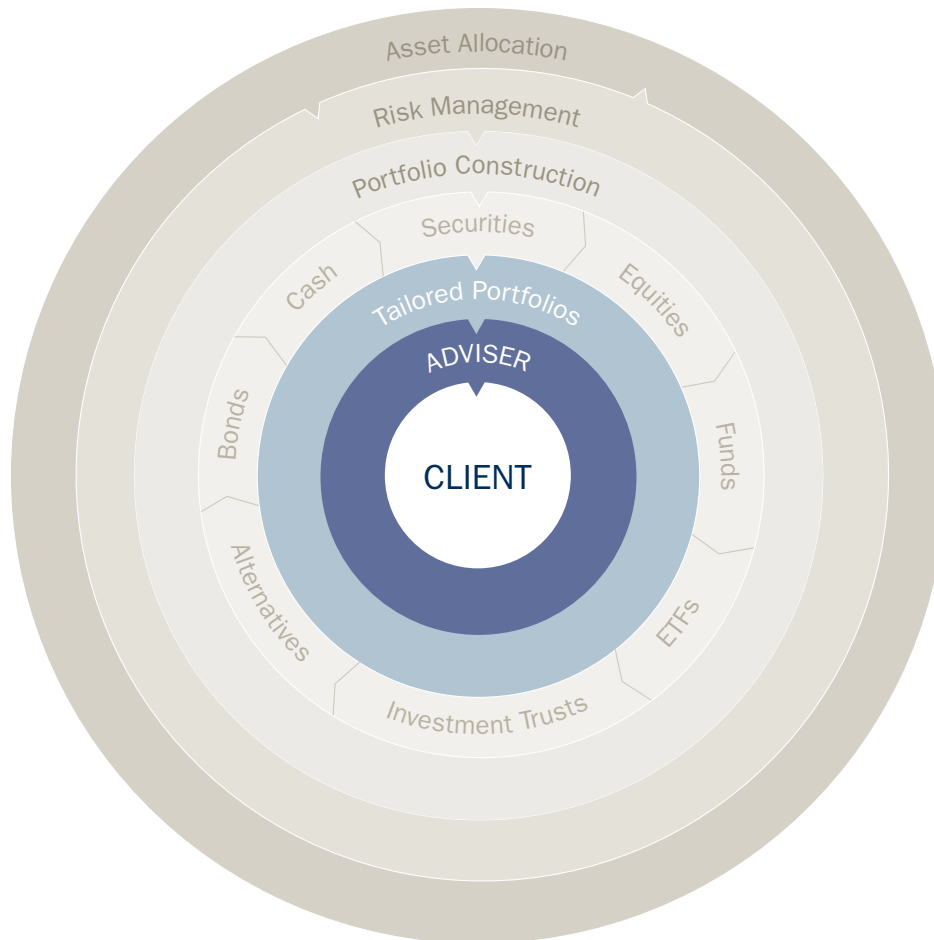 Asset Allocation
Risk Management
Portfolio Construction
Securities
Equities
Funds
ETFs
Investment Trusts
Alternatives
Bonds
Cash
Tailored Portfolios
ADVISER
CLIENT